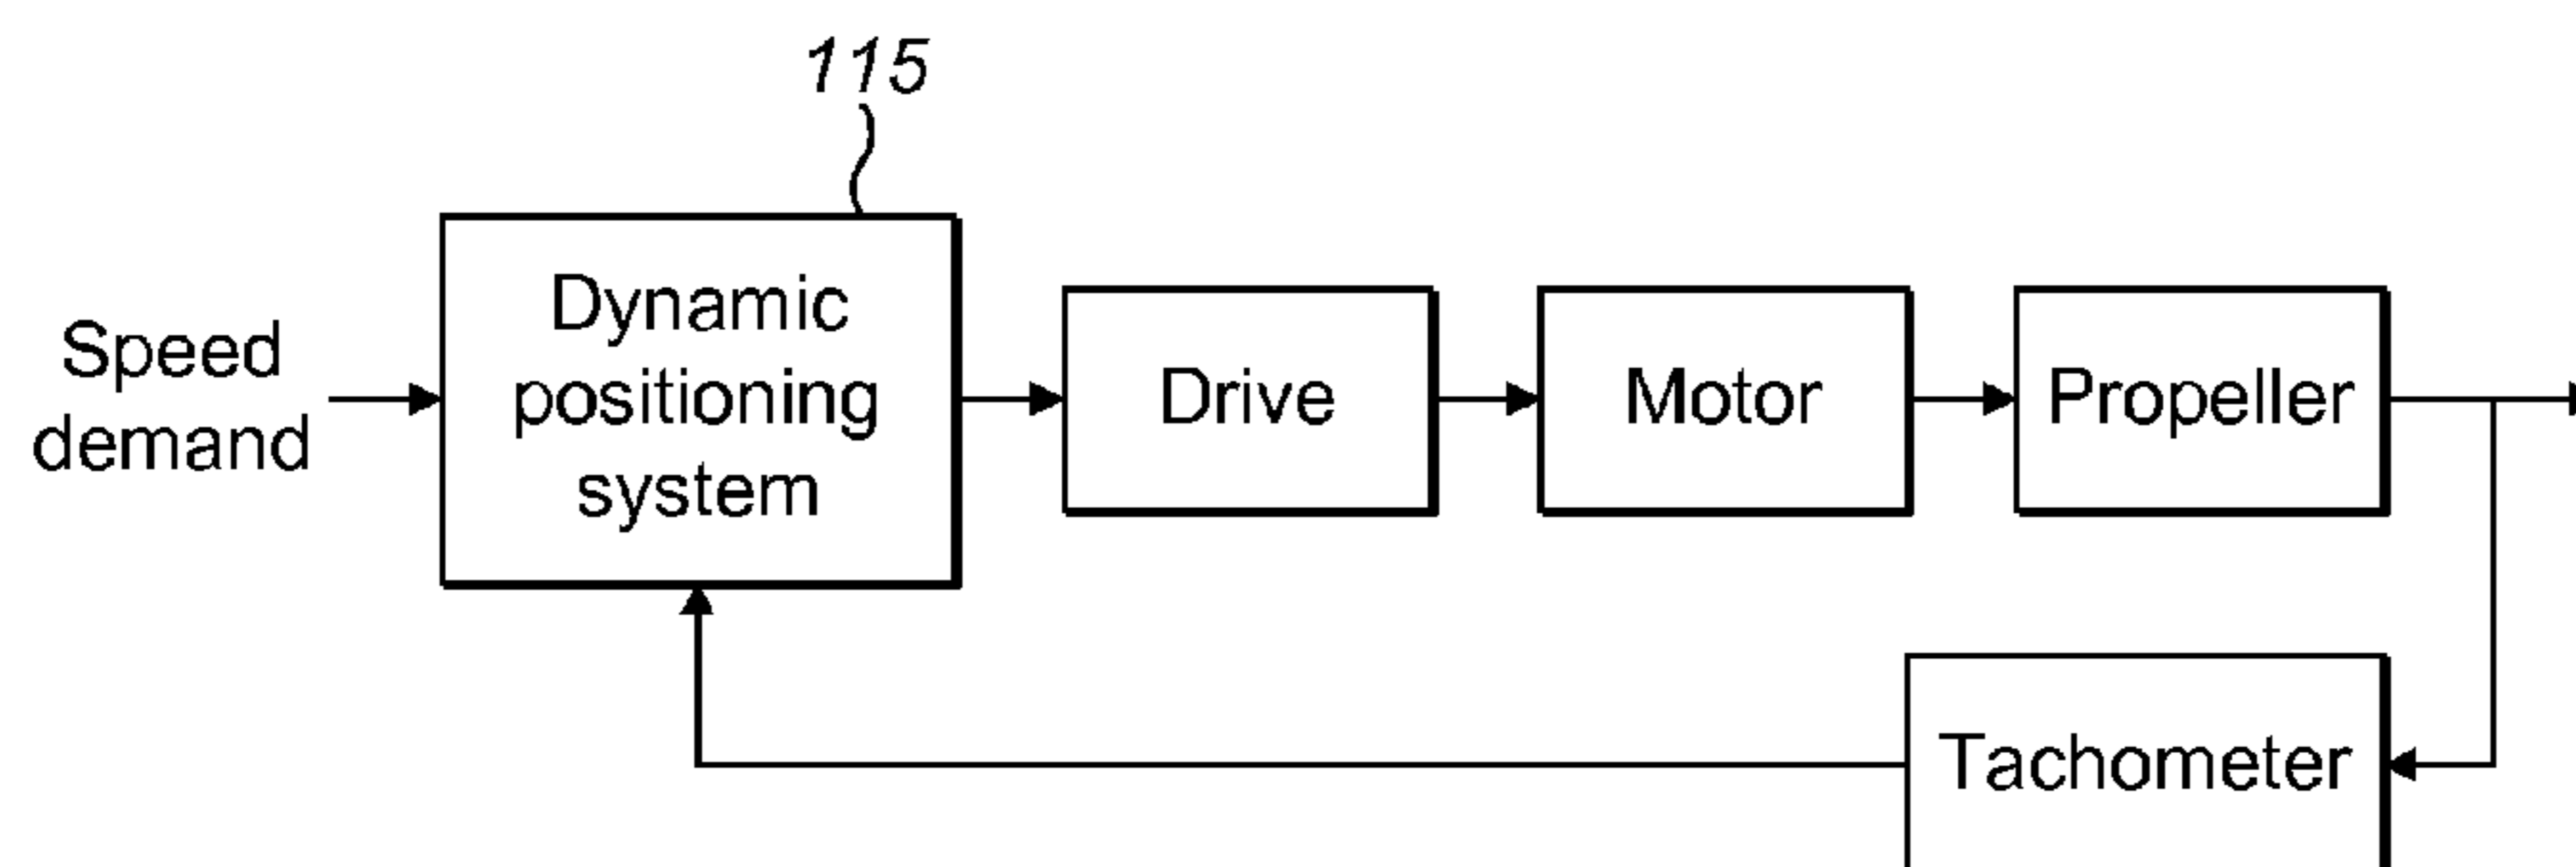 115
Speed
demand
Dynamic
positioning
system
Drive
Motor
Propeller
Tachometer